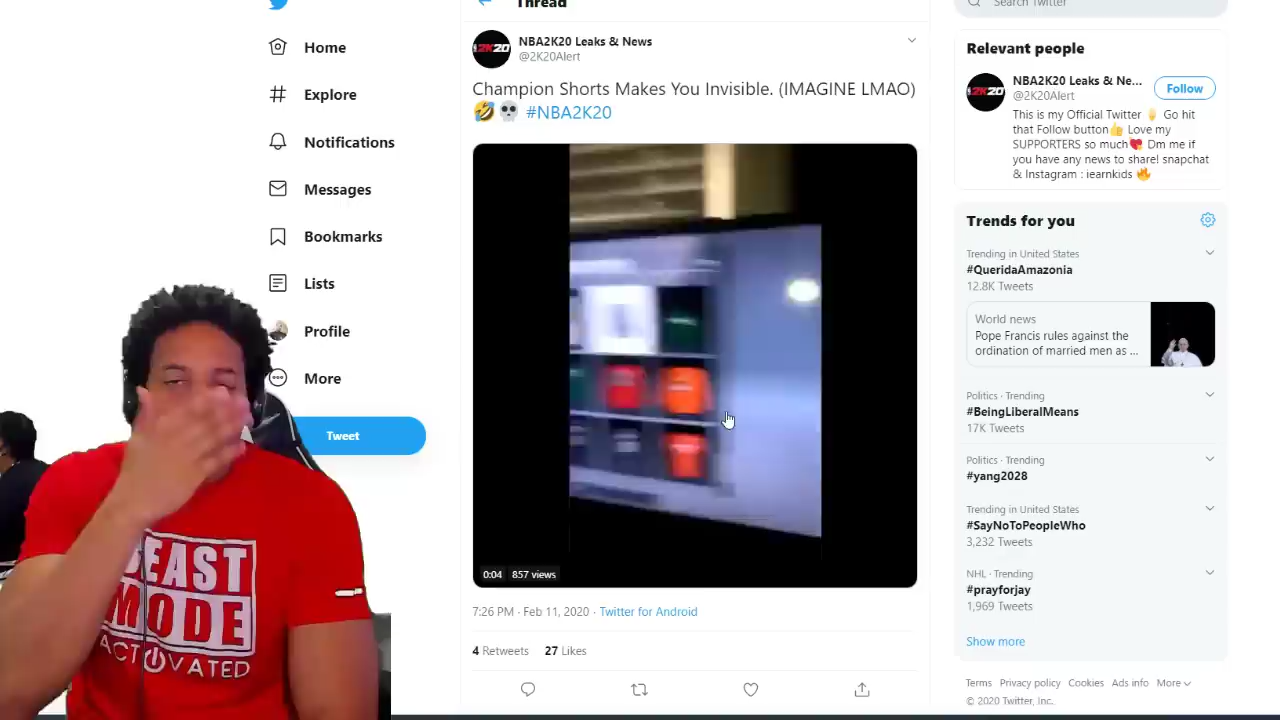 Home
Explore
Notifications
Messages
Bookmarks
Lists
Profile
More
Tweet
BEAST
MODE
ACTIVATED
Thread
2K20
NBA2K20 Leaks & News
@2K20Alert
Champion Shorts Makes You Invisible. (IMAGINE LMAO)
🤣💀 #NBA2K20
0:04 857 views
7:26 PM · Feb 11, 2020 · Twitter for Android
4 Retweets 27 Likes
Search Twitter
Relevant people
2K20
NBA2K20 Leaks & Ne...
@2K20Alert
Follow
This is my Official Twitter 👇 Go hit
that Follow button👍 Love my
SUPPORTERS so much💖 Dm me if
you have any news to share! snapchat
& Instagram : iearnkids 🔥
Trends for you
Trending in United States
#QueridaAmazonia
12.8K Tweets
World news
Pope Francis rules against the
ordination of married men as ...
Politics · Trending
#BeingLiberalMeans
17K Tweets
Politics · Trending
#yang2028
Trending in United States
#SayNoToPeopleWho
3,232 Tweets
NHL · Trending
#prayforjay
1,969 Tweets
Show more
Terms Privacy policy Cookies Ads info More
© 2020 Twitter, Inc.